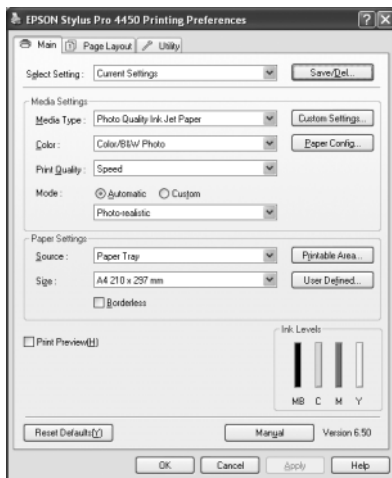 EPSON Stylus Pro 4450 Printing Preferences
Main Page Layout Utility
Select Setting : Current Settings Save/Del...
Media Settings
Media Type : Photo Quality Ink Jet Paper Custom Settings...
Color : Color/B&W Photo Paper Config...
Print Quality : Speed
Mode : Automatic Custom
Photo-realistic
Paper Settings
Source : Paper Tray Printable Area...
Size : A4 210 x 297 mm User Defined...
Borderless
Print Preview(H)
Ink Levels
MB C M Y
Reset Defaults(Y) Manual Version 6.50
OK Cancel Apply Help